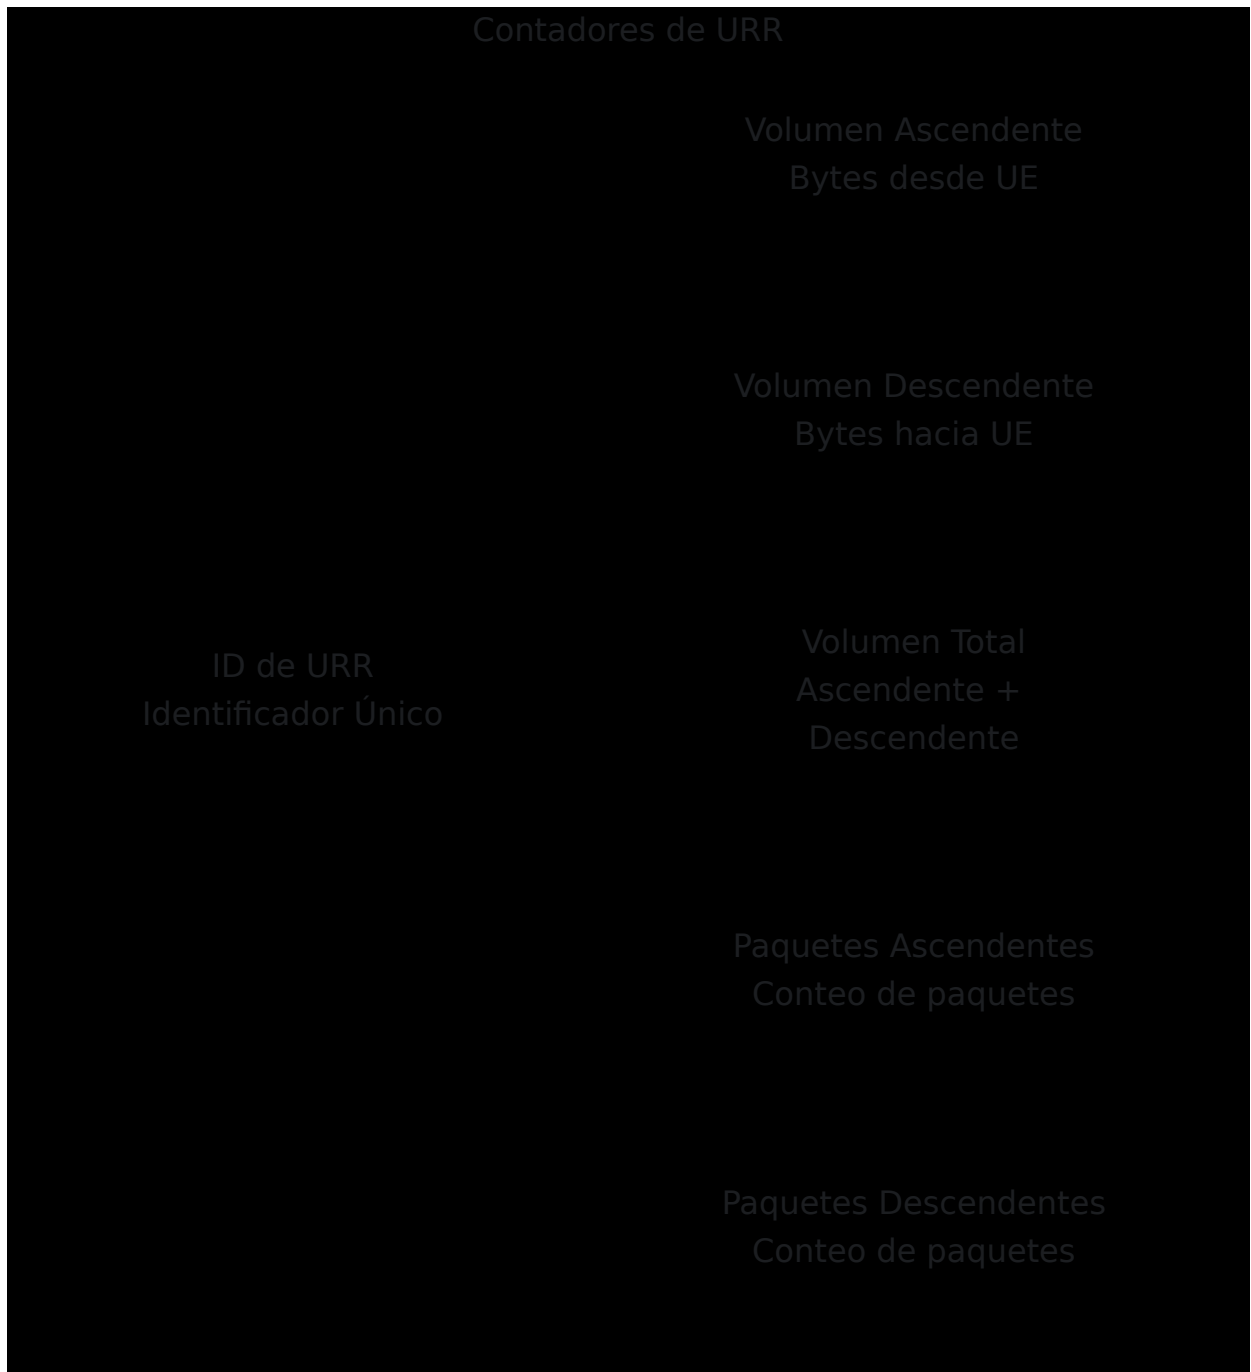 Contadores de URR
Volumen Ascendente
Bytes desde UE
Volumen Descendente
Bytes hacia UE
ID de URR
Identificador Único
Volumen Total
Ascendente +
Descendente
Paquetes Ascendentes
Conteo de paquetes
Paquetes Descendentes
Conteo de paquetes